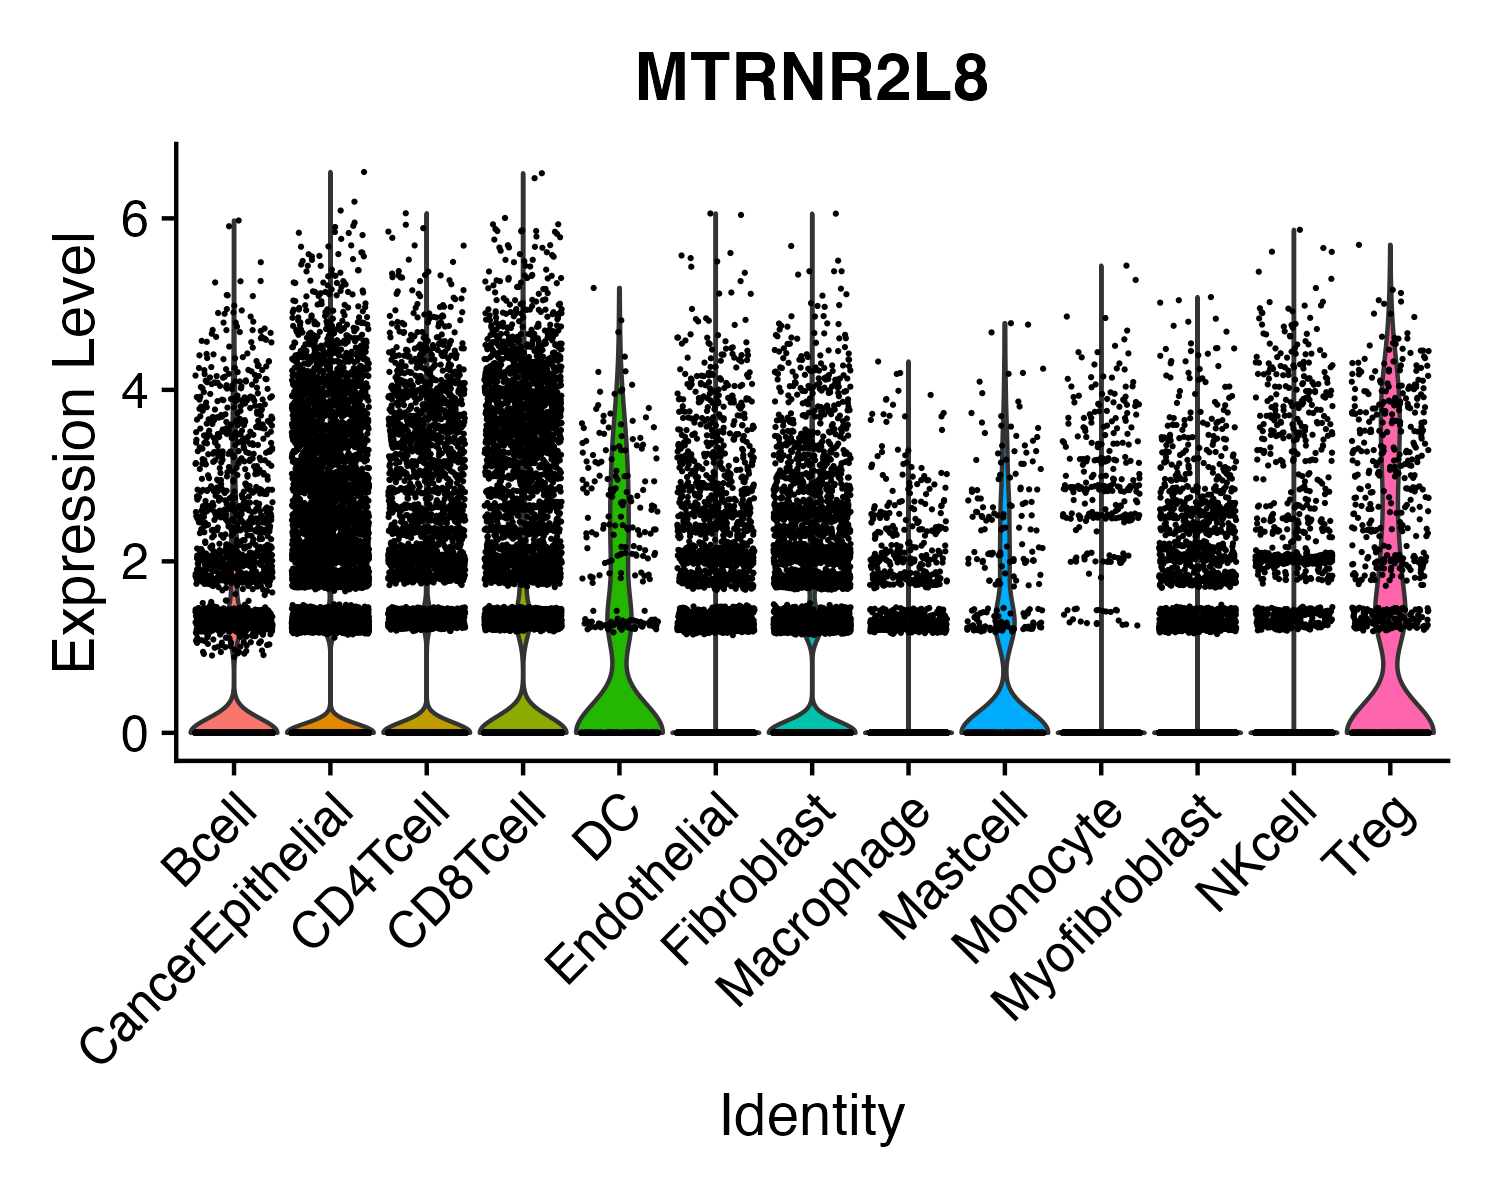 MTRNR2L8
Expression Level
6
4
2
0
Bcell
CancerEpithelial
CD4Tcell
CD8Tcell
DC
Endothelial
Fibroblast
Macrophage
Mastcell
Monocyte
Myofibroblast
NKcell
Treg
Identity